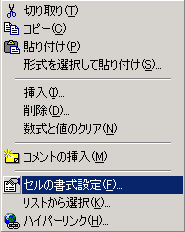 切り取り(T)
コピー(C)
貼り付け(P)
形式を選択して貼り付け(S)...
挿入(I)...
削除(D)...
数式と値のクリア(N)
コメントの挿入(M)
セルの書式設定(F)...
リストから選択(K)...
ハイパーリンク(H)...